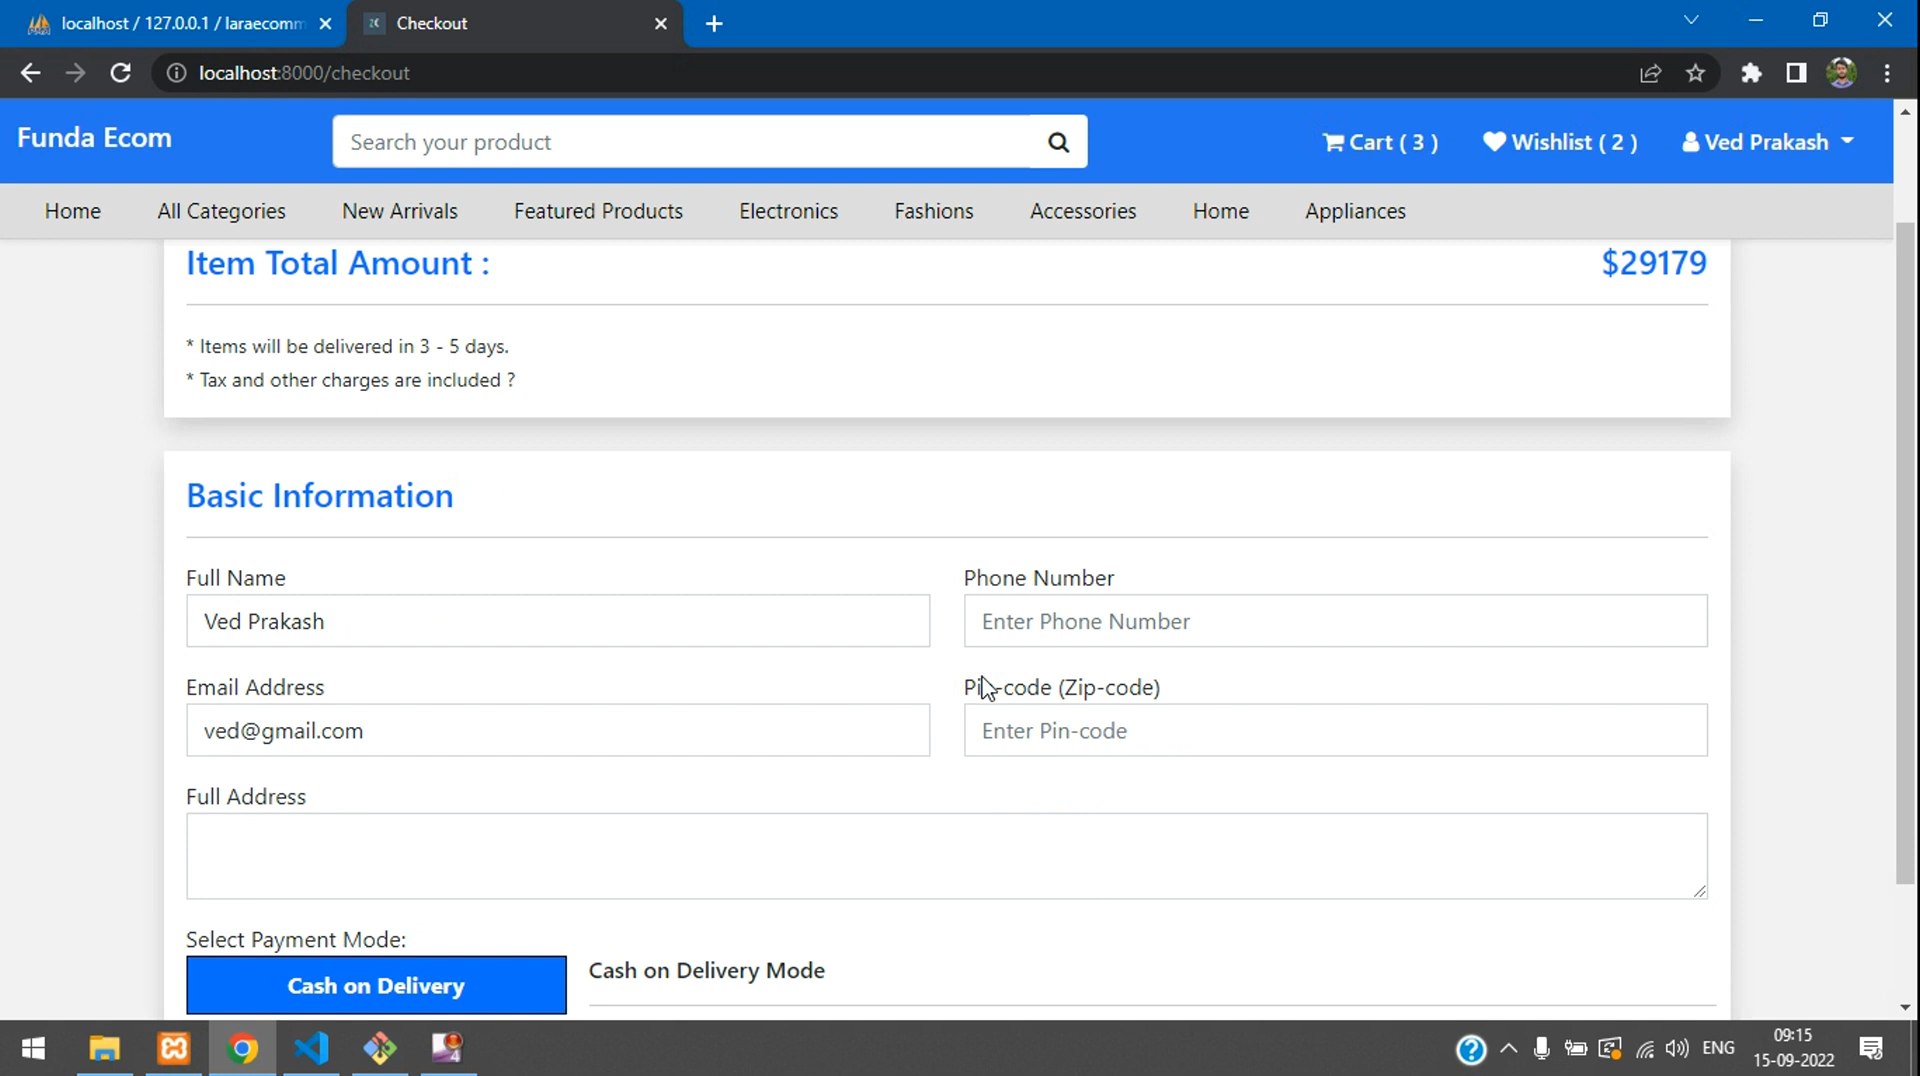 localhost / 127.0.0.1 / laraecomm
Checkout
localhost:8000/checkout
Funda Ecom
Search your product
Cart ( 3 )
Wishlist ( 2 )
Ved Prakash
Home
All Categories
New Arrivals
Featured Products
Electronics
Fashions
Accessories
Home
Appliances
Item Total Amount :
$29179
* Items will be delivered in 3 - 5 days.
* Tax and other charges are included ?
Basic Information
Full Name
Phone Number
Ved Prakash
Enter Phone Number
Email Address
Pin-code (Zip-code)
ved@gmail.com
Enter Pin-code
Full Address
Select Payment Mode:
Cash on Delivery
Cash on Delivery Mode
ENG
09:15
15-09-2022